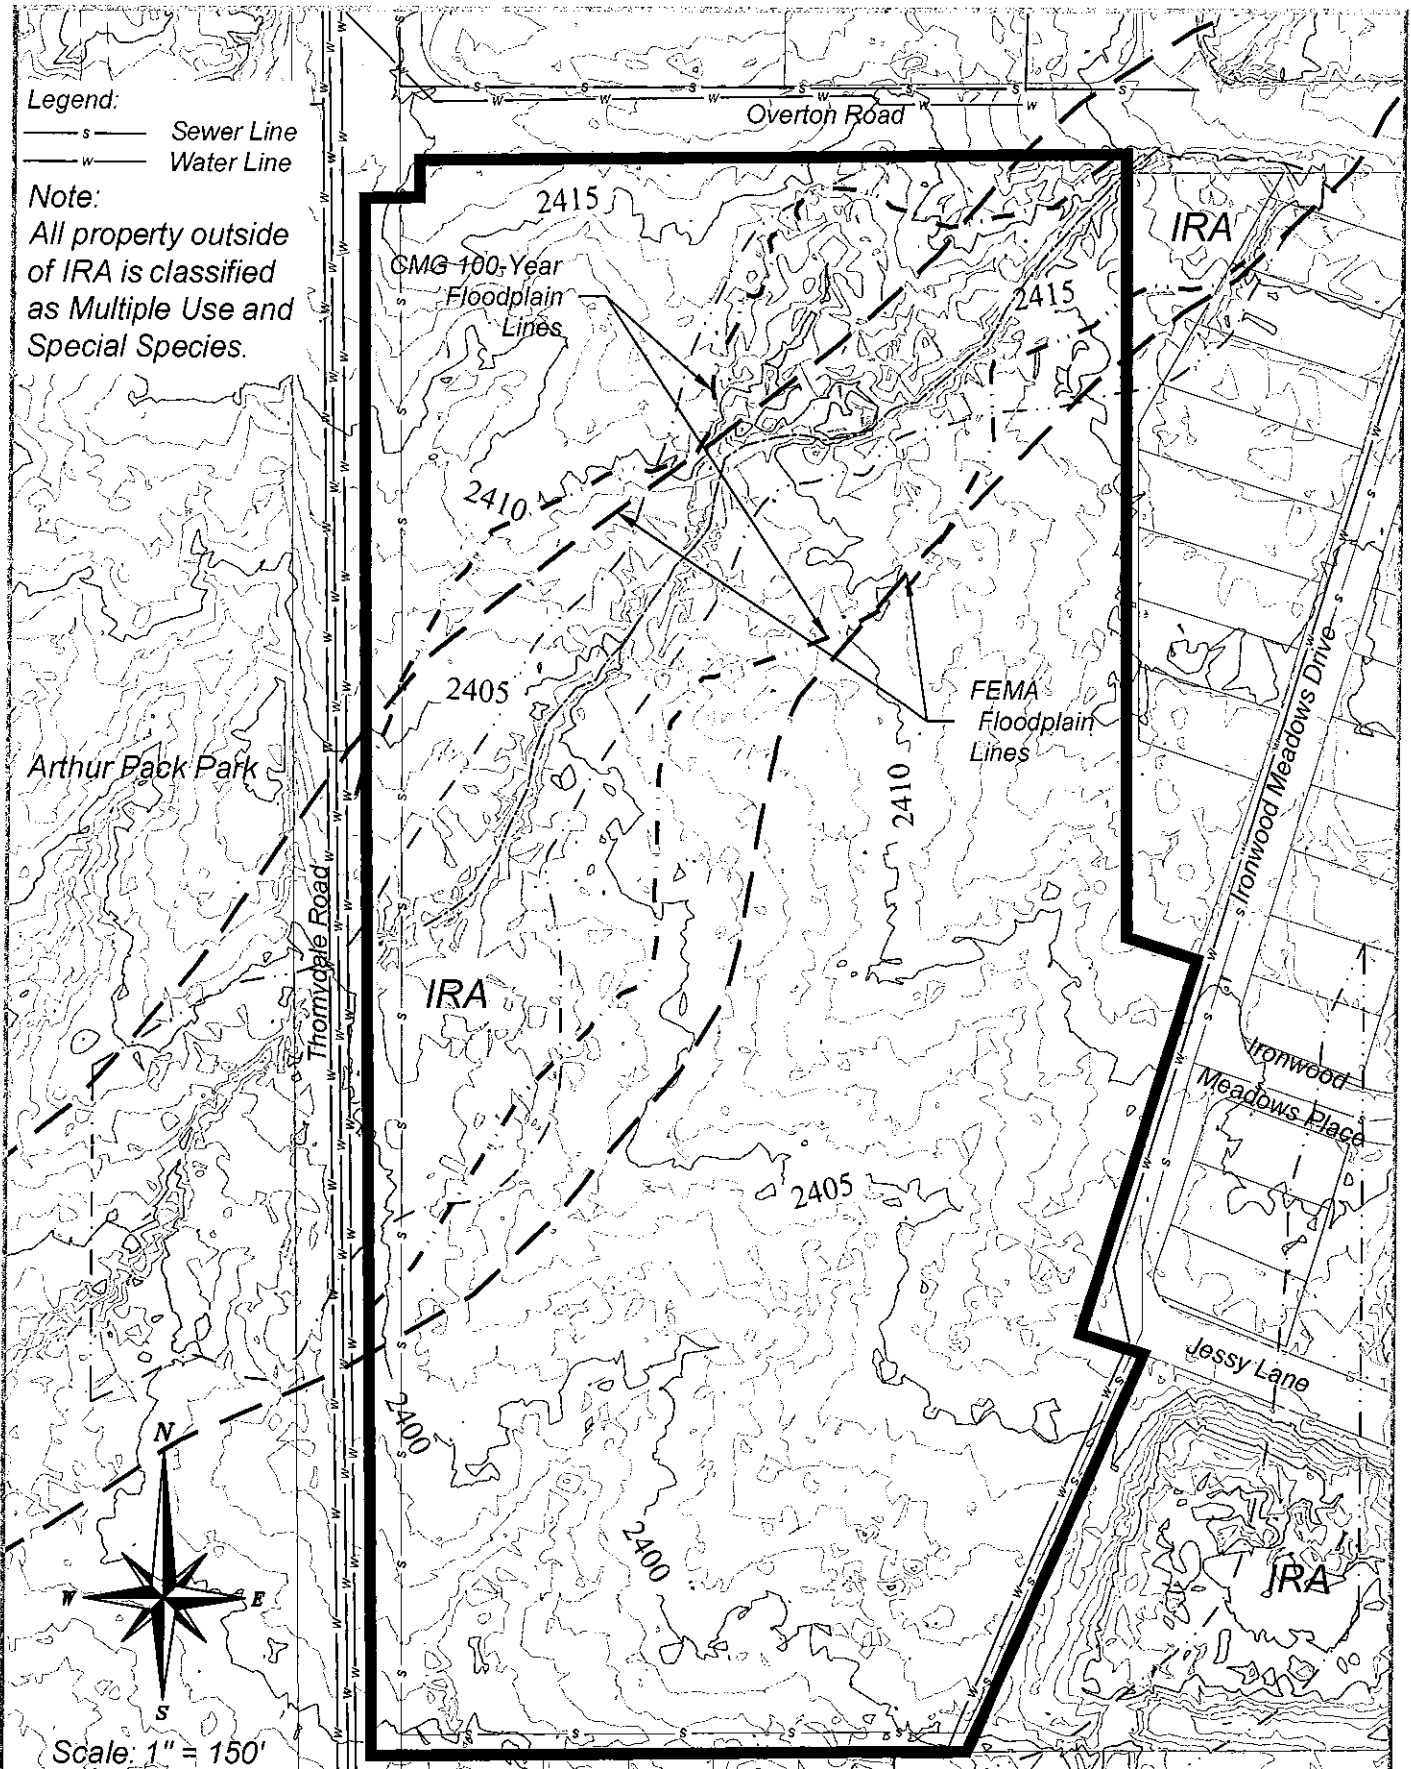 Legend:
s Sewer Line
w Water Line
Note:
All property outside
of IRA is classified
as Multiple Use and
Special Species.
Overton Road
2415
IRA
CMG 100-Year
Floodplain
Lines
2415
2410
2405
FEMA
Floodplain
Lines
Arthur Pack Park
2410
Ironwood Meadows Drive
Thornydale Road
IRA
Ironwood
Meadows Place
2405
Jessy Lane
2400
N
2400
IRA
W
E
S
Scale: 1" = 150'